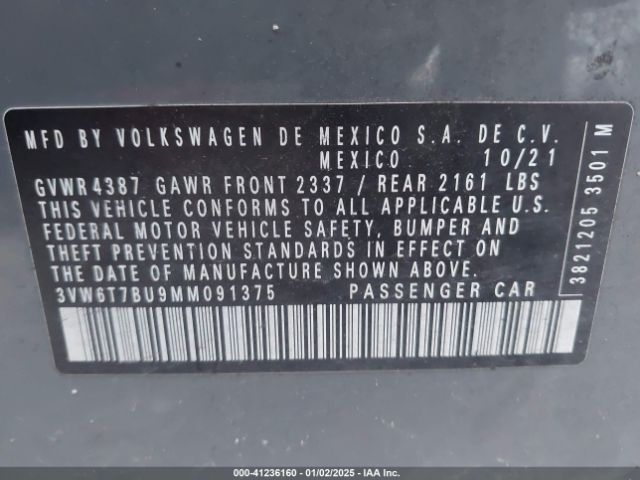 MFD BY VOLKSWAGEN DE MEXICO S.A. DE C.V.
MEXICO 10/21
GVWR 4387 GAWR FRONT 2337 / REAR 2161 LBS
THIS VEHICLE CONFORMS TO ALL APPLICABLE U.S.
FEDERAL MOTOR VEHICLE SAFETY, BUMPER AND
THEFT PREVENTION STANDARDS IN EFFECT ON
THE DATE OF MANUFACTURE SHOWN ABOVE.
3VW6T7BU9MM091375 PASSENGER CAR
3821205 3501 M
000-41236160 - 01/02/2025 - IAA Inc.